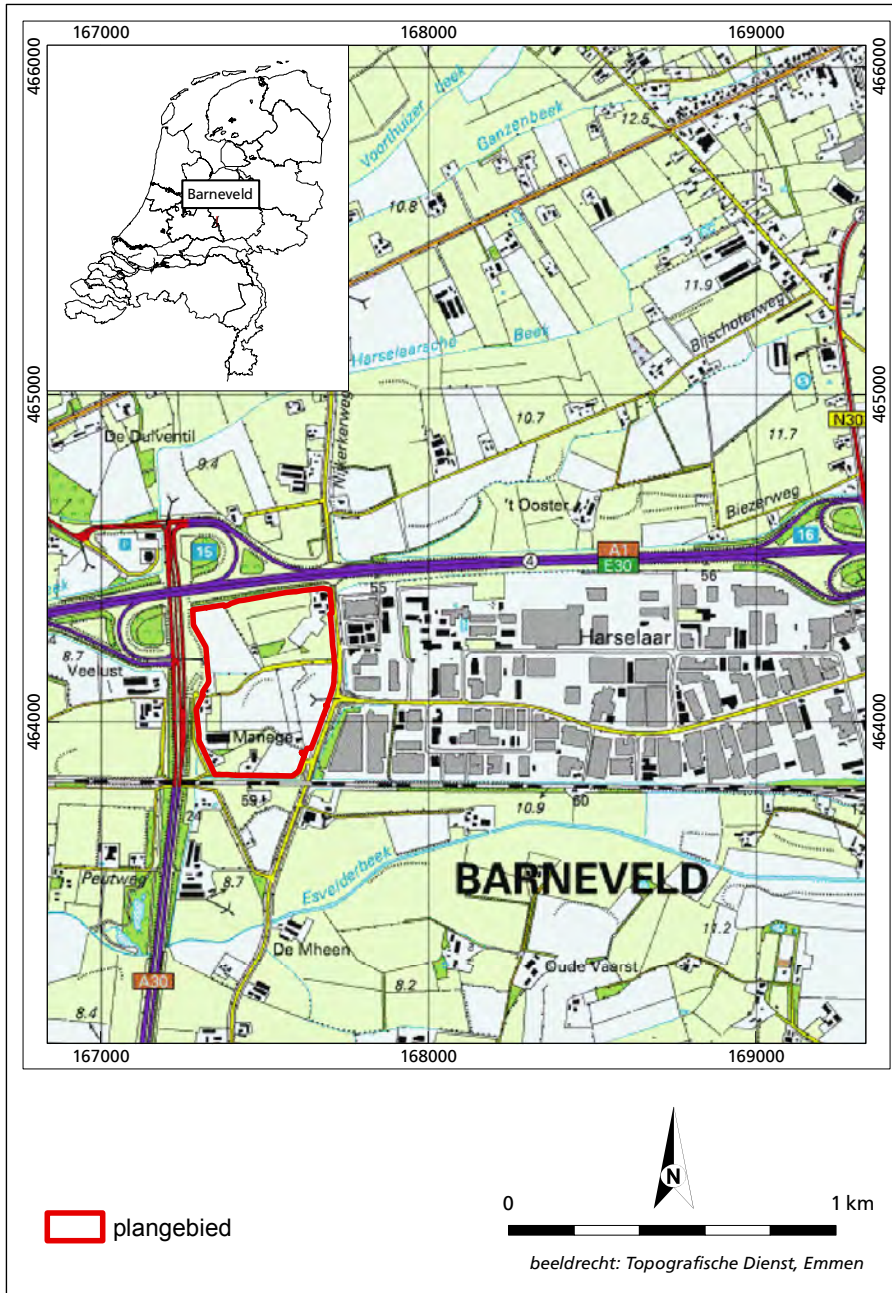 167000
168000
169000
466000
466000
Barneveld
Voorthuizer beek
Ganzenbeek
12.5
10.8
2
11.9
Blschoterweg
Harselaarsche Beek
465000
465000
S
De Duiventil
Nijkerkerweg
10.7
11.7
N30
9.4
't Ooster
Biezerweg
P
15
A1
16
4
E30
beek
55
56
Harselaar
8.7
Veelust
464000
464000
Manege
59
10.9
60
24
Peutweg
8.7
Esvelderbeek
BARNEVELD
11.2
De Mheen
Oude Vaarst
A30
8.2
8.4
167000
168000
169000
N
0
1 km
plangebied
beeldrecht: Topografische Dienst, Emmen